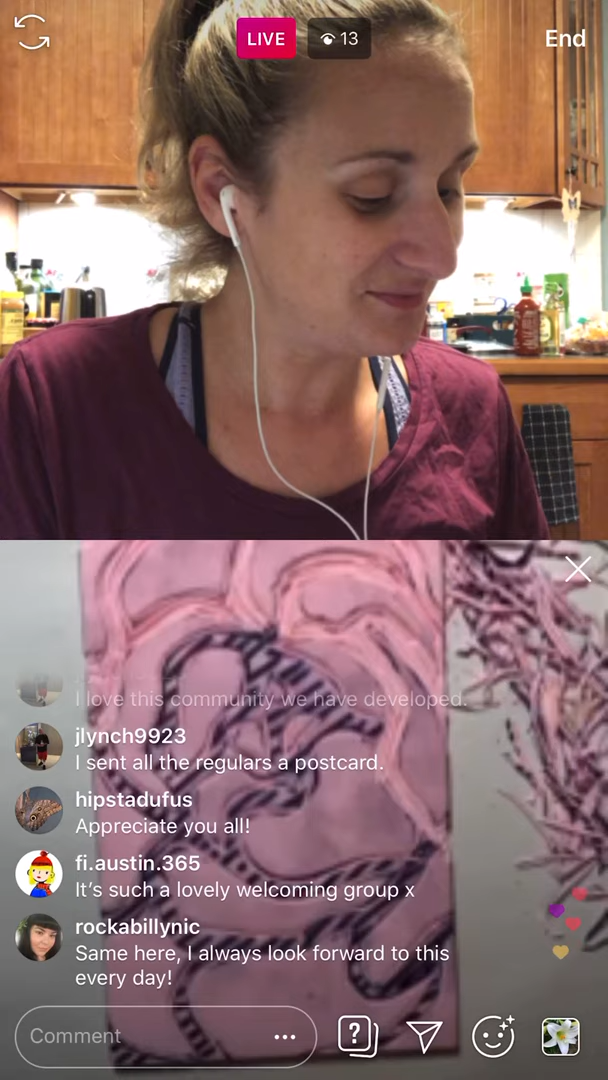 LIVE
13
End
I love this community we have developed.
jlynch9923
I sent all the regulars a postcard.
hipstadufus
Appreciate you all!
fi.austin.365
It’s such a lovely welcoming group x
rockabillynic
Same here, I always look forward to this
every day!
Comment